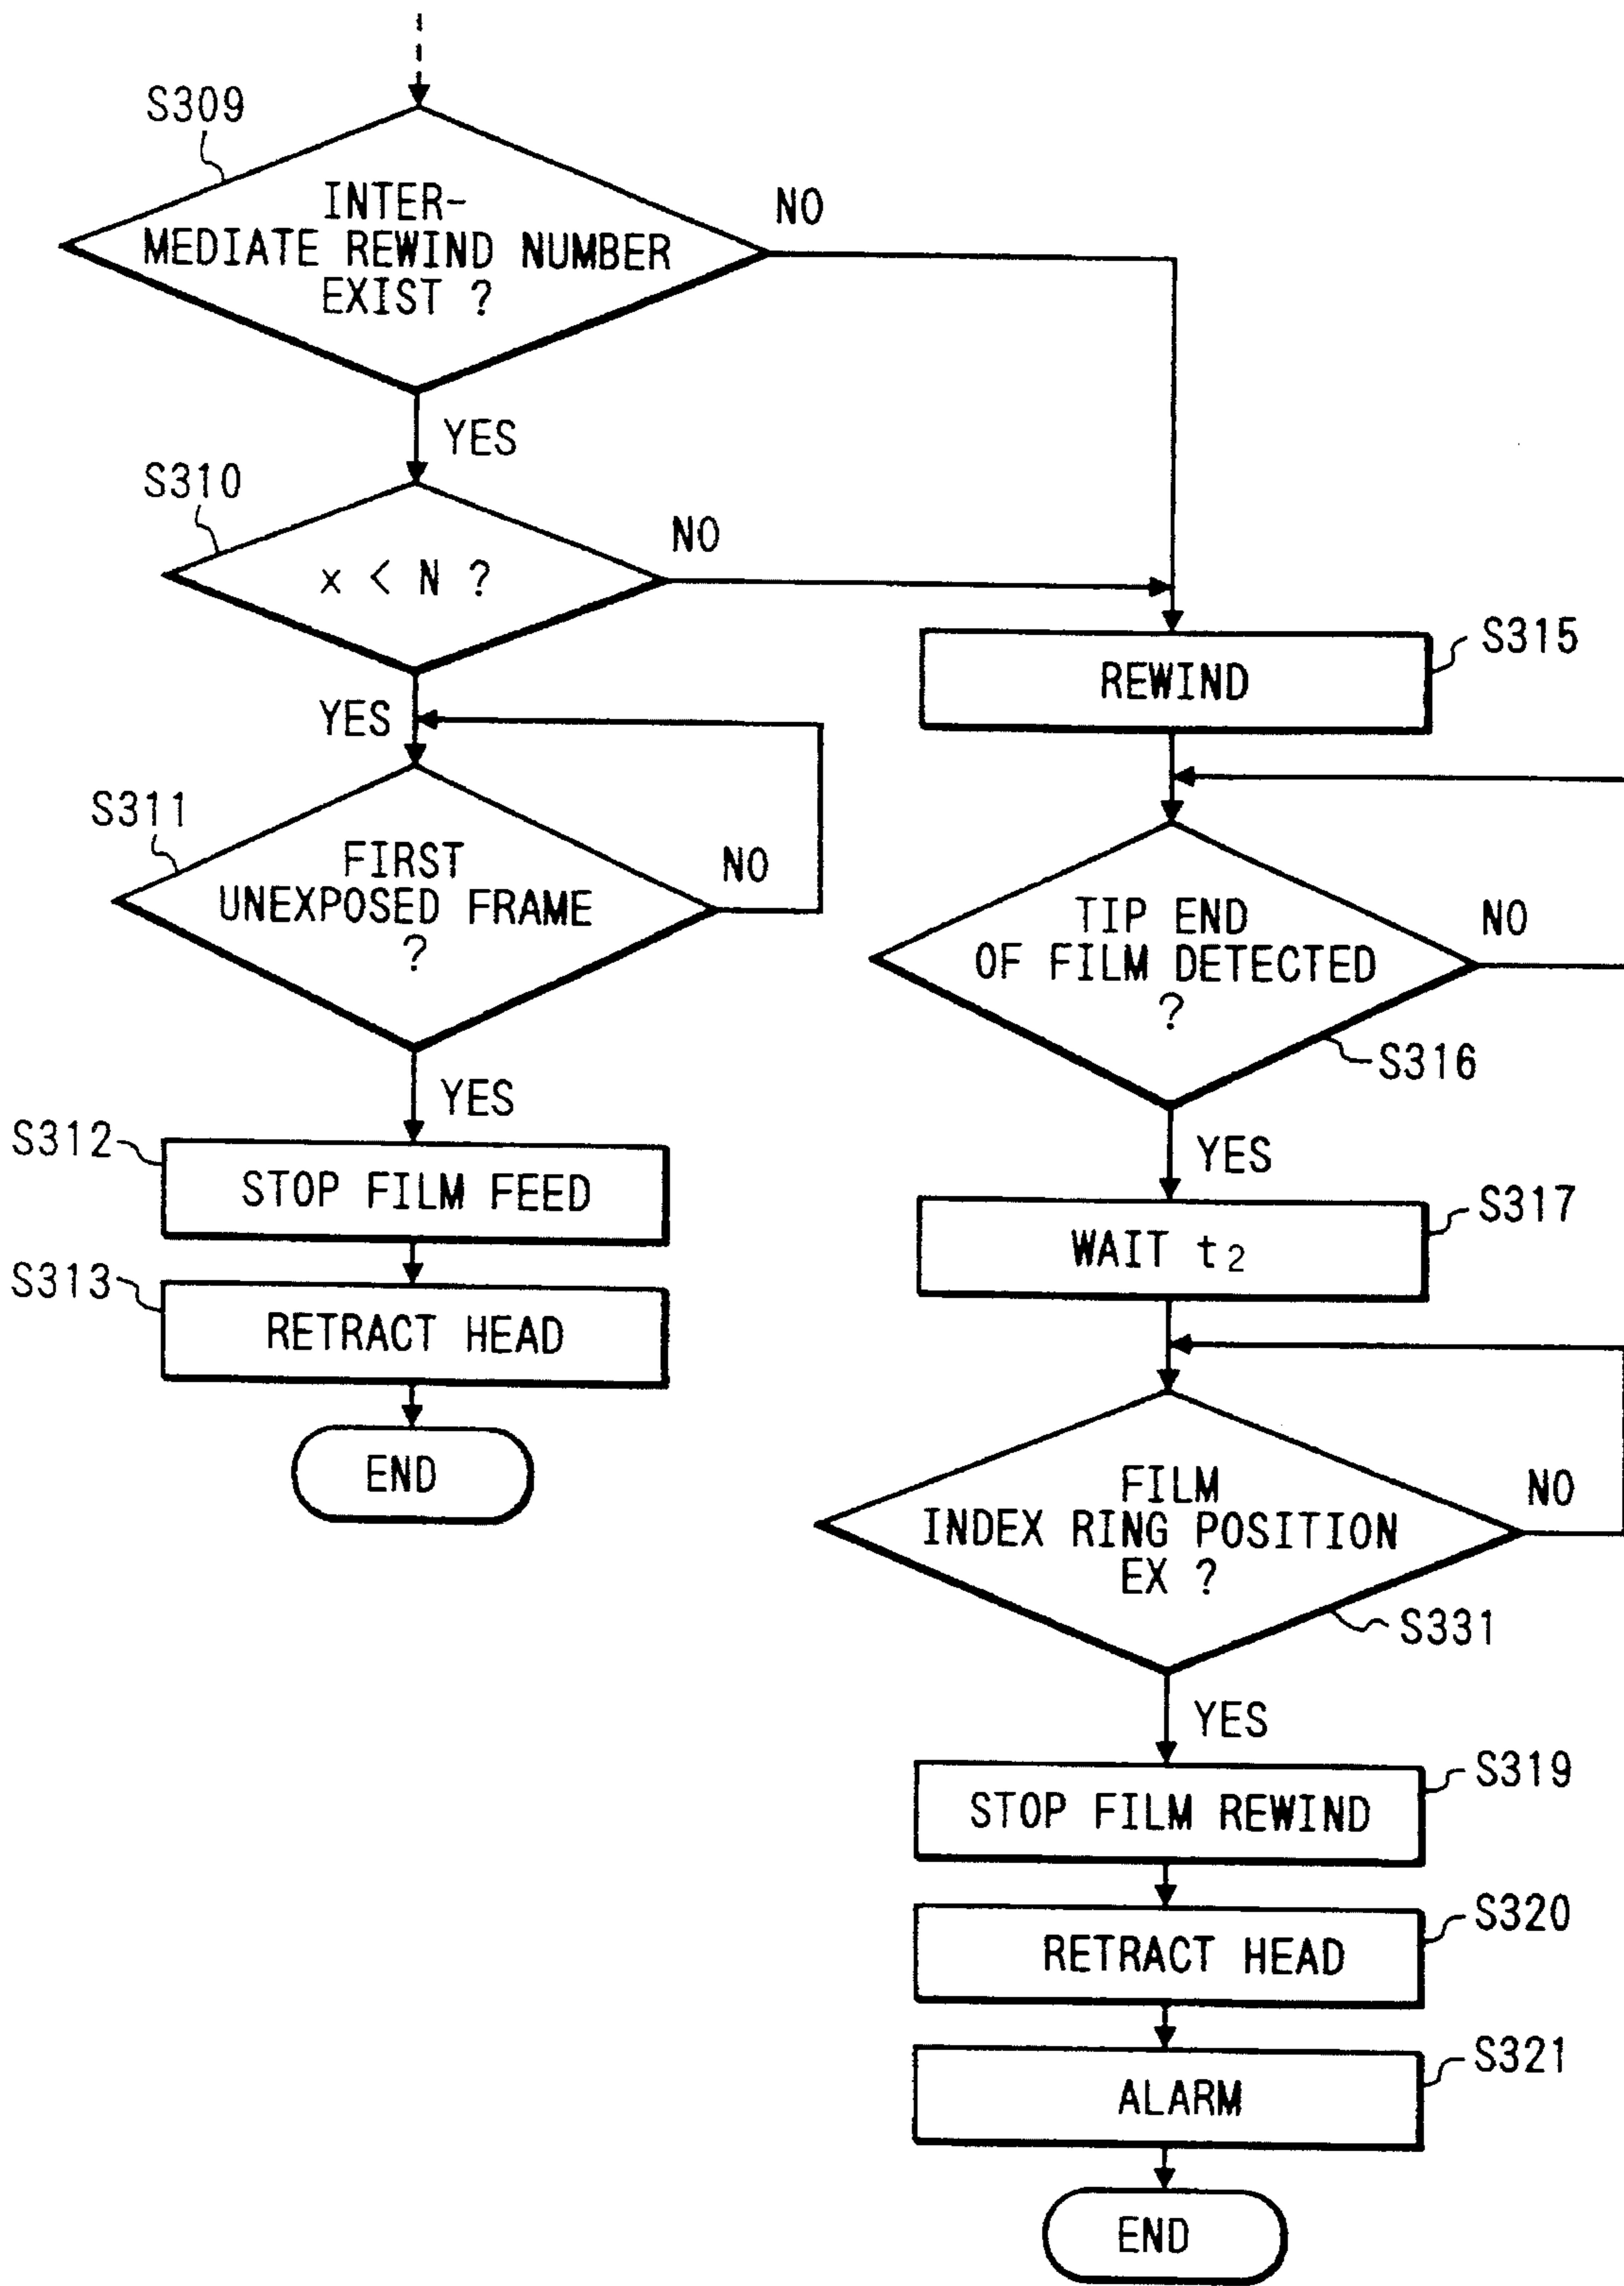 S309
INTER-
MEDIATE REWIND NUMBER
EXIST ?
NO
YES
S310
x < N ?
NO
YES
S311
FIRST
UNEXPOSED FRAME
?
NO
YES
S312
STOP FILM FEED
S313
RETRACT HEAD
END
S315
REWIND
TIP END
OF FILM DETECTED
?
NO
S316
YES
S317
WAIT t₂
FILM
INDEX RING POSITION
EX ?
NO
S331
YES
S319
STOP FILM REWIND
S320
RETRACT HEAD
S321
ALARM
END